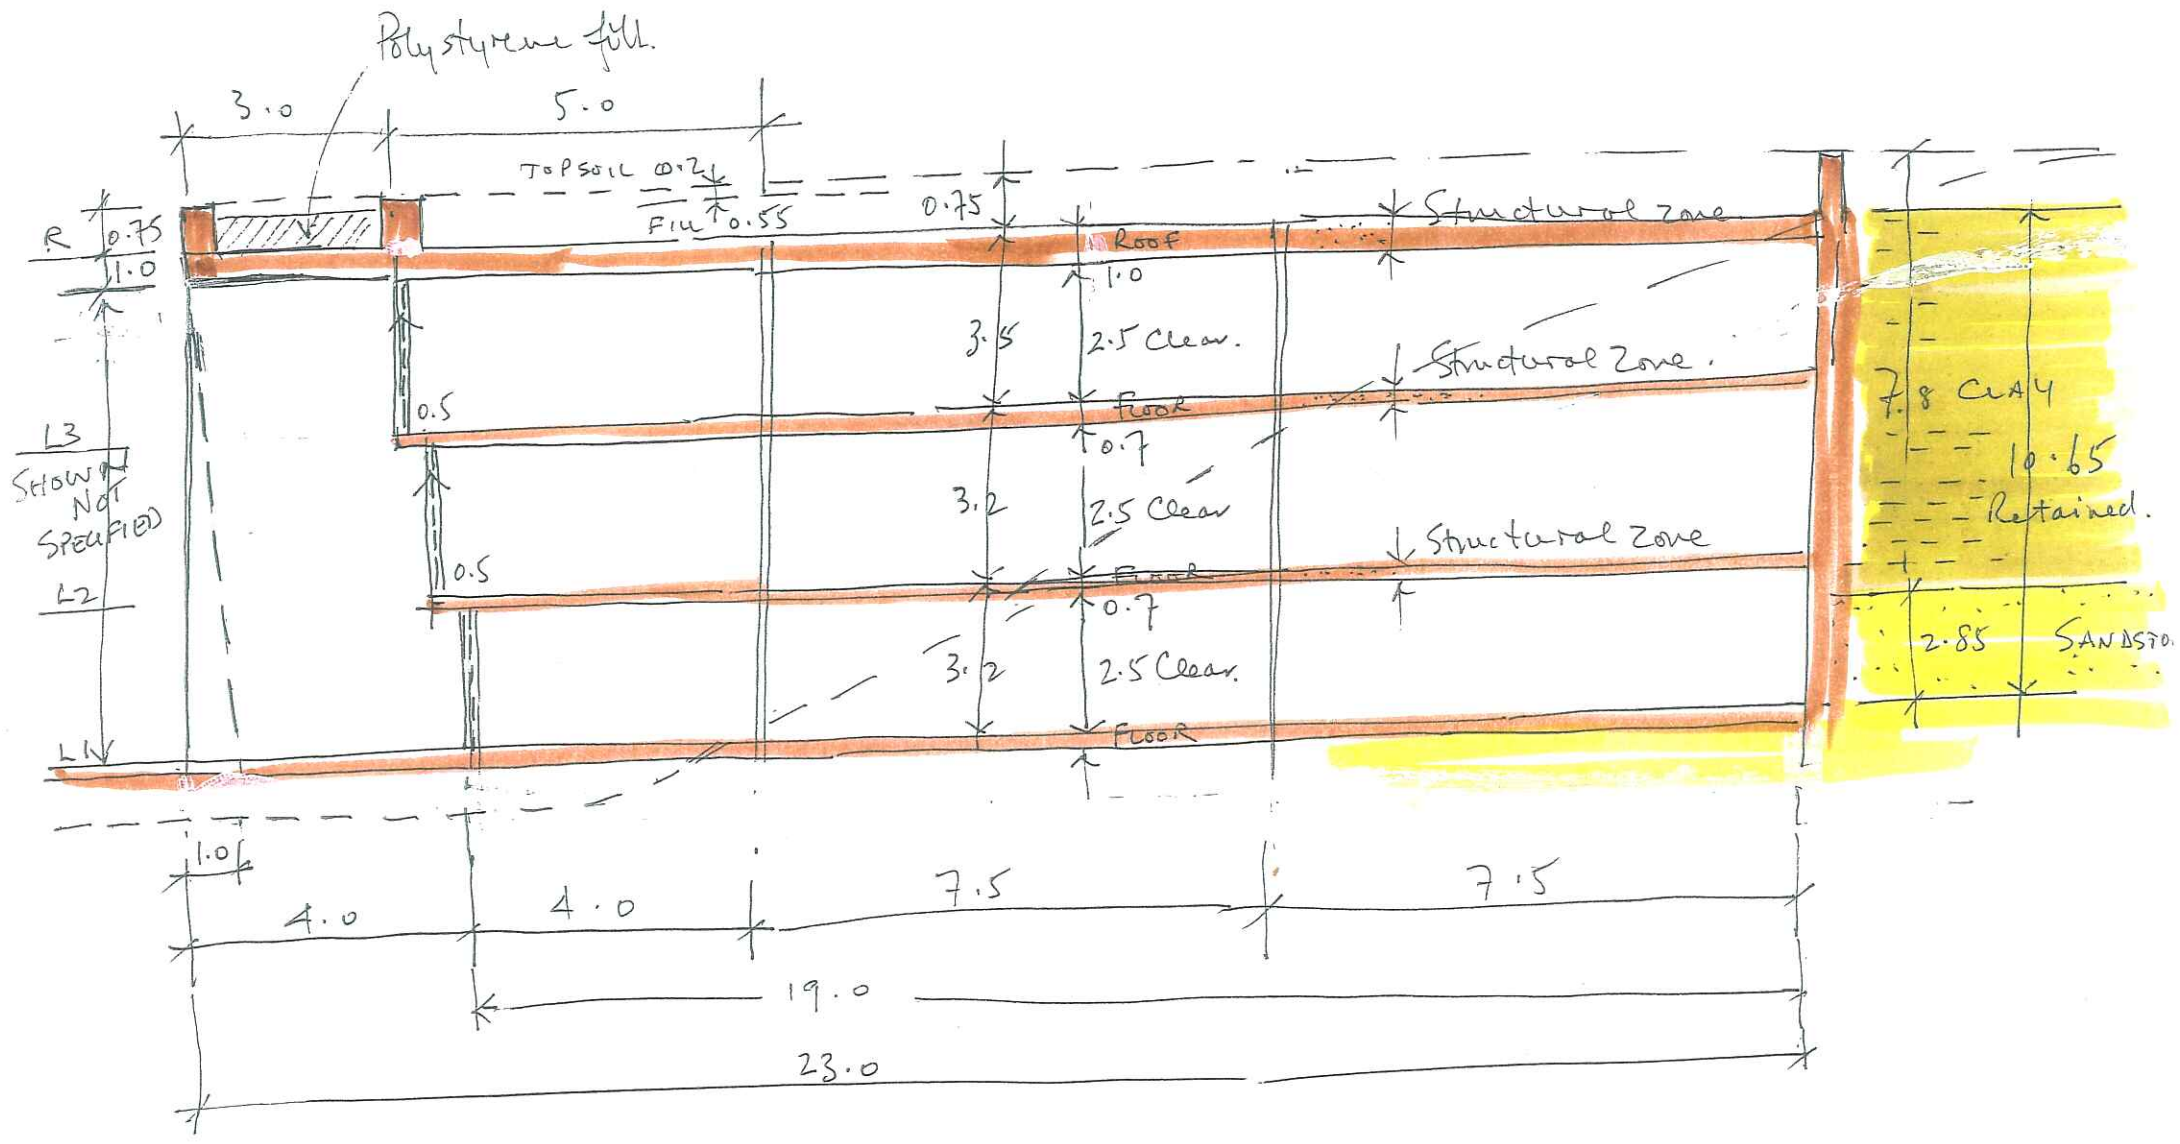 Polystyrene fill.
3.0
5.0
TOPSOIL 0.2
FILL 0.55
0.75
Structural zone
R
0.75
1.0
ROOF
1.0
3.5
2.5 Clear.
Structural Zone.
0.5
FLOOR
0.7
7.8 CLAY
L3
SHOWN
NOT
SPECIFIED
3.2
2.5 Clear
10.65
Retained.
Structural Zone
0.5
FLOOR
0.7
L2
3.2
2.5 Clear.
2.85
SANDSTO
L1
FLOOR
1.0
4.0
4.0
7.5
7.5
19.0
23.0